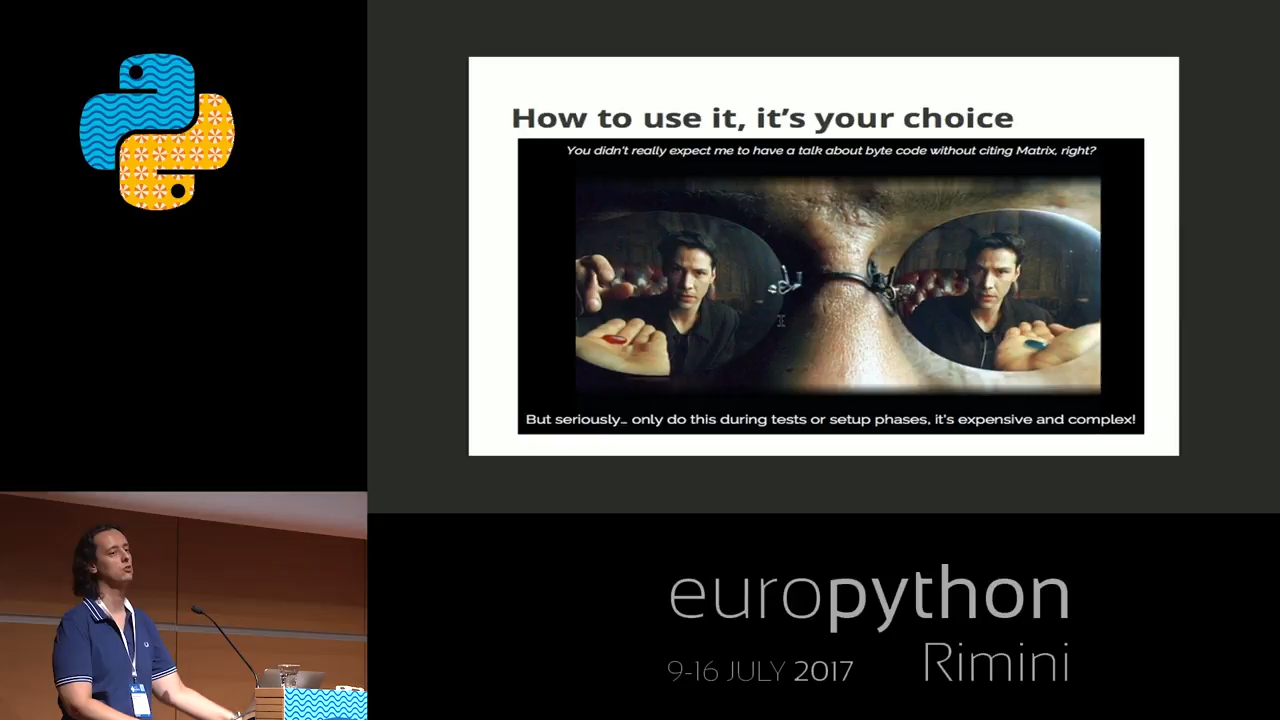 How to use it, it's your choice
You didn't really expect me to have a talk about byte code without citing Matrix, right?
But seriously... only do this during tests or setup phases, it's expensive and complex!
europython
9-16 JULY 2017
Rimini